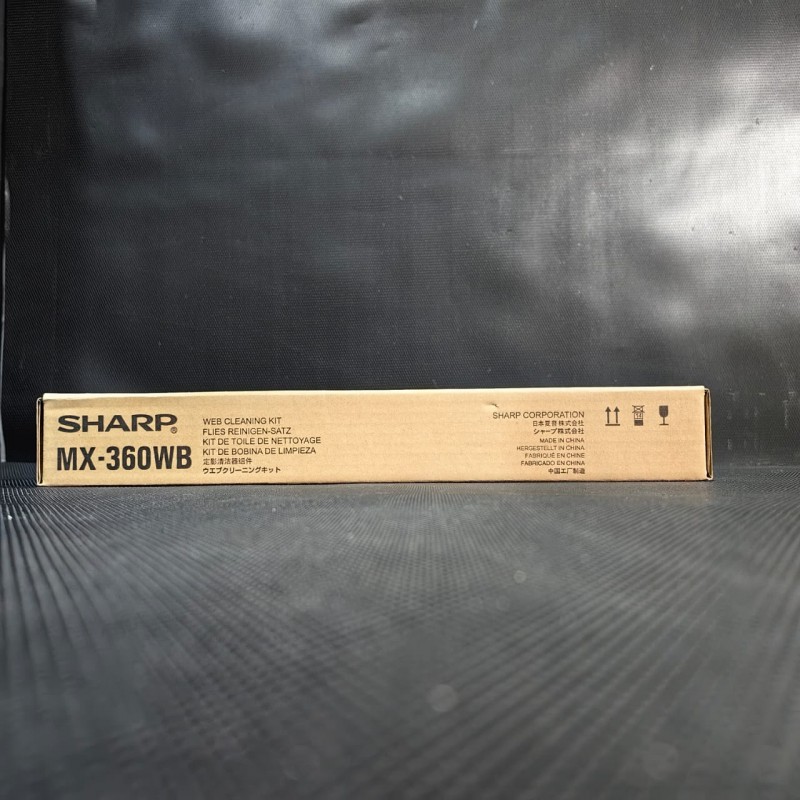 SHARP®
MX-360WB
WEB CLEANING KIT
FLIES REINIGEN-SATZ
KIT DE TOILE DE NETTOYAGE
KIT DE BOBINA DE LIMPIEZA
定影清洁器组件
ウエブクリーニングキット
SHARP CORPORATION
日本夏普株式会社
シャープ株式会社
MADE IN CHINA
HERGESTELLT IN CHINA
FABRIQUÉ EN CHINE
FABRICADO EN CHINA
中国工厂制造